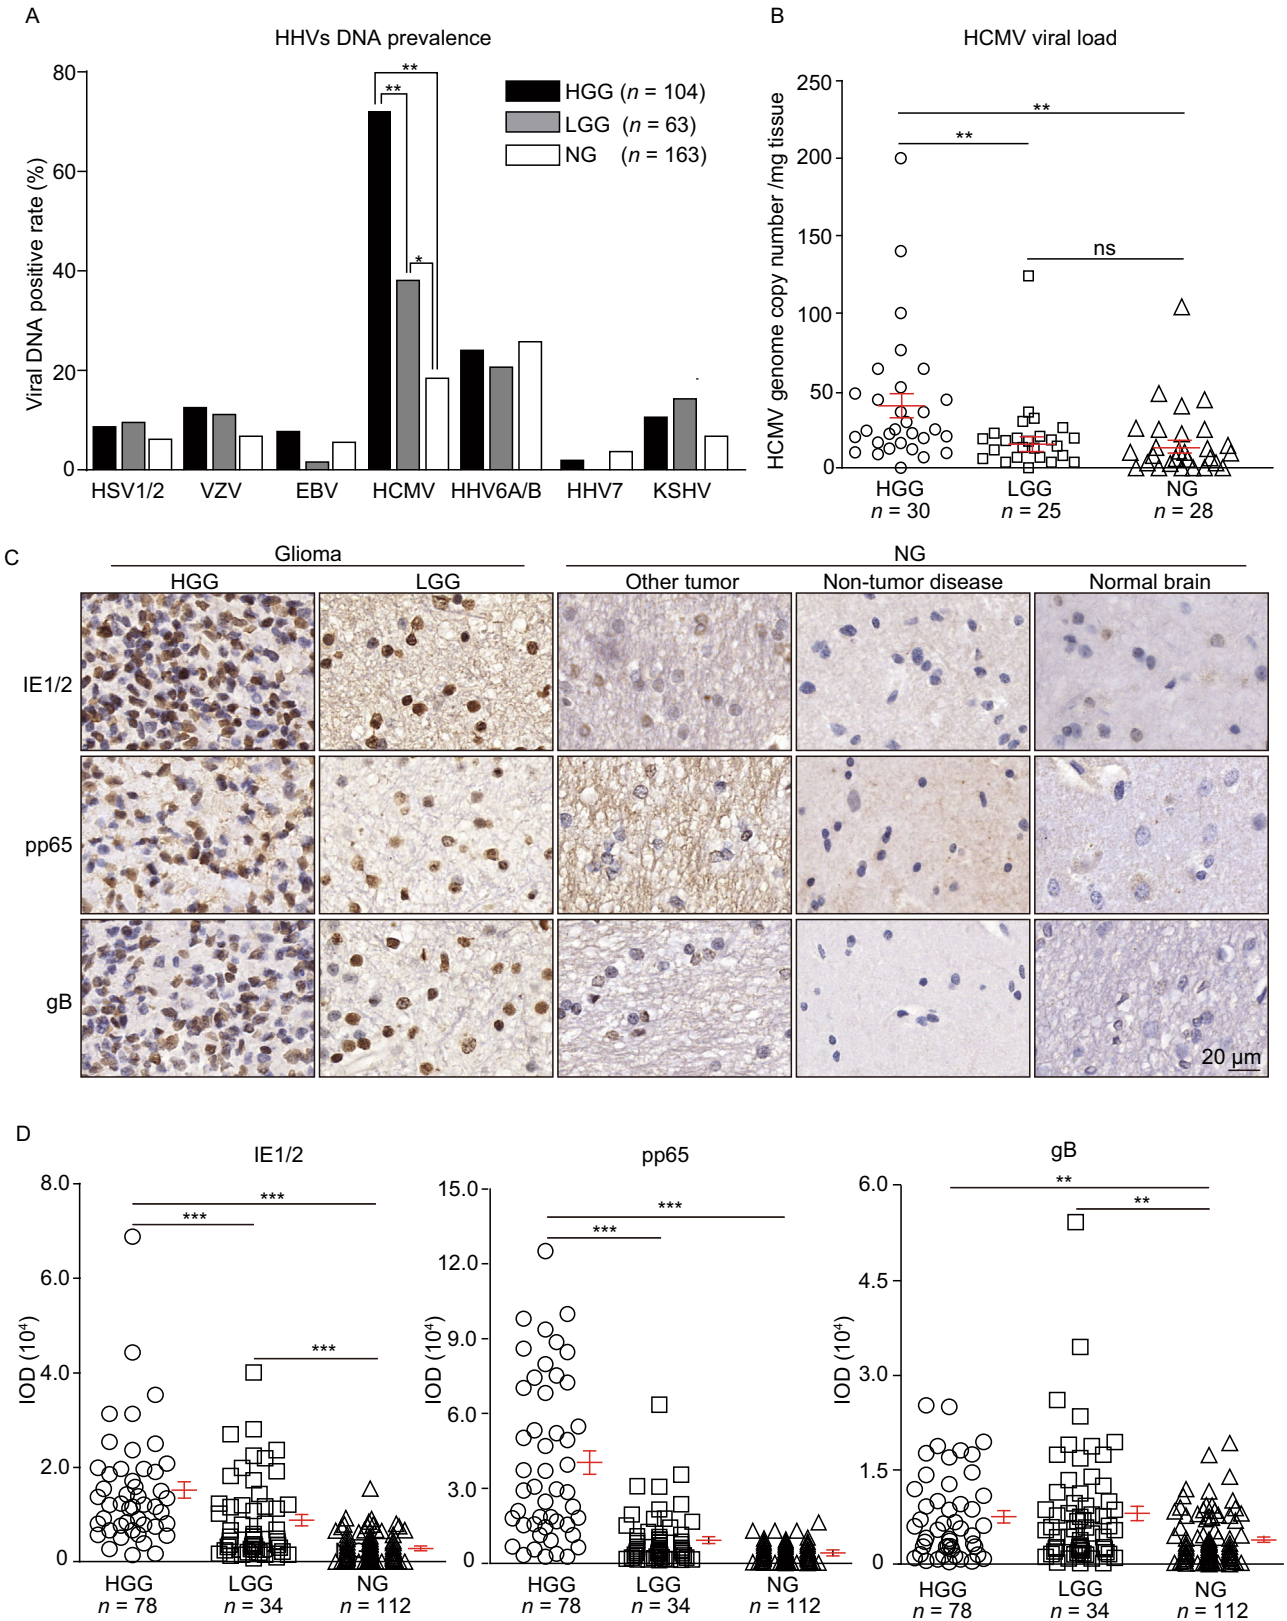 A
HHVs DNA prevalence
80
60
40
20
0
Viral DNA positive rate (%)
**
**
*
HGG (n = 104)
LGG (n = 63)
NG (n = 163)
HSV1/2 VZV EBV HCMV HHV6A/B HHV7 KSHV
B
HCMV viral load
250
200
150
100
50
0
HCMV genome copy number /mg tissue
**
**
ns
HGG LGG NG
n = 30 n = 25 n = 28
C
Glioma NG
HGG LGG Other tumor Non-tumor disease Normal brain
IE1/2
pp65
gB
20 µm
D
IE1/2
8.0
6.0
4.0
2.0
0
IOD (10⁴)
***
***
***
HGG LGG NG
n = 78 n = 34 n = 112
pp65
15.0
12.0
9.0
6.0
3.0
0
IOD (10⁴)
***
***
HGG LGG NG
n = 78 n = 34 n = 112
gB
6.0
4.5
3.0
1.5
0
IOD (10⁴)
**
**
HGG LGG NG
n = 78 n = 34 n = 112